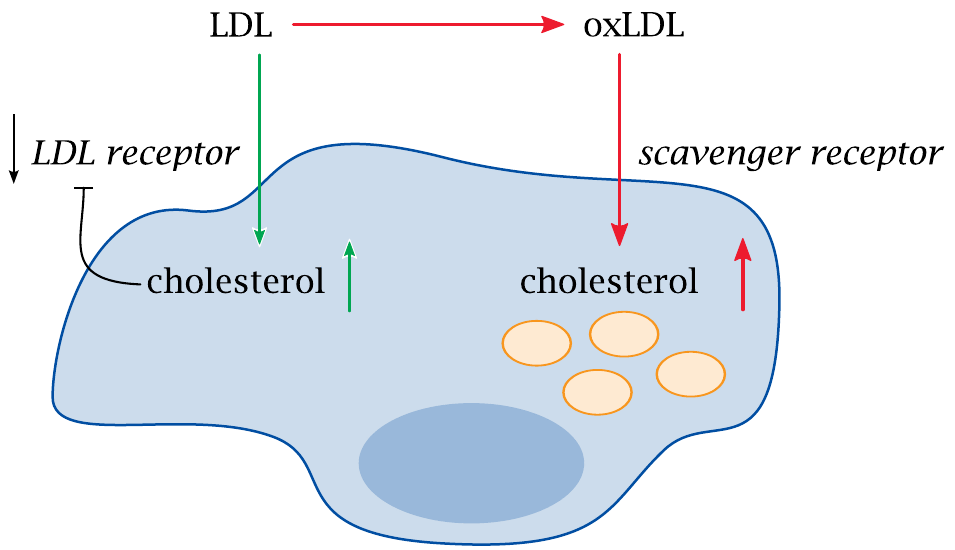 LDL
oxLDL
LDL receptor
scavenger receptor
cholesterol
cholesterol